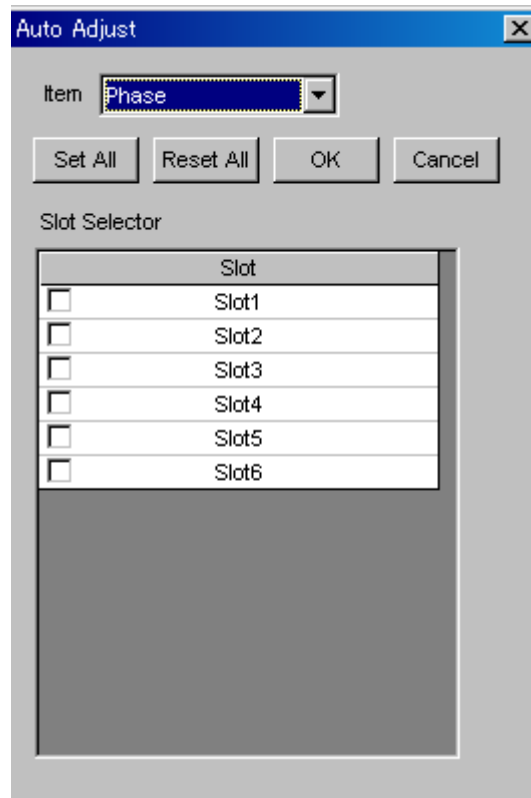 Auto Adjust
Item Phase
Set All Reset All OK Cancel
Slot Selector
Slot
Slot1
Slot2
Slot3
Slot4
Slot5
Slot6